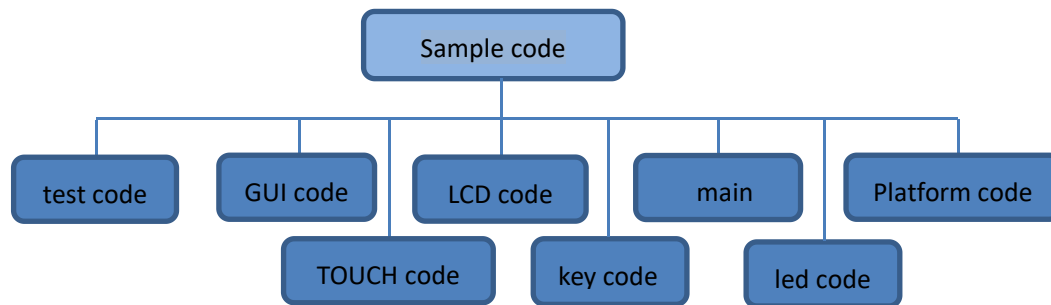 Sample code
test code
GUI code
LCD code
main
Platform code
TOUCH code
key code
led code